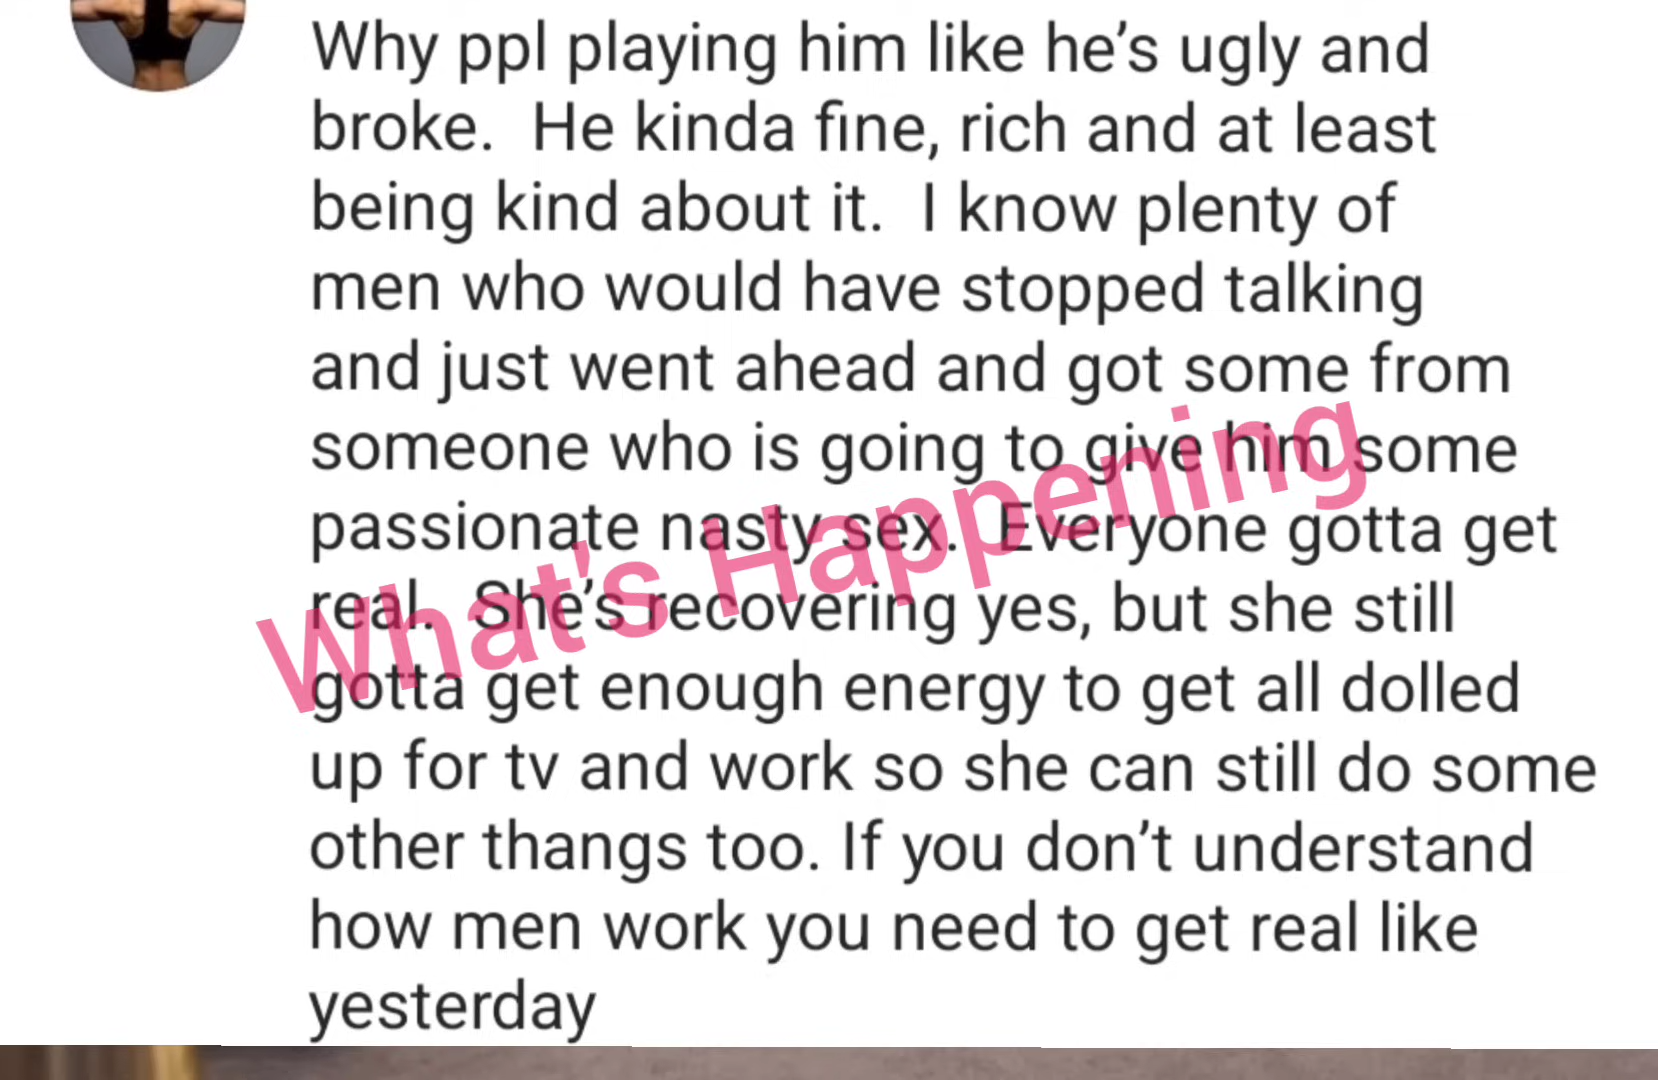 Why ppl playing him like he's ugly and
broke.  He kinda fine, rich and at least
being kind about it.  I know plenty of
men who would have stopped talking
and just went ahead and got some from
someone who is going to give him some
passionate nasty sex.  Everyone gotta get
real.  She's recovering yes, but she still
gotta get enough energy to get all dolled
up for tv and work so she can still do some
other thangs too. If you don't understand
how men work you need to get real like
yesterday
What's Happening